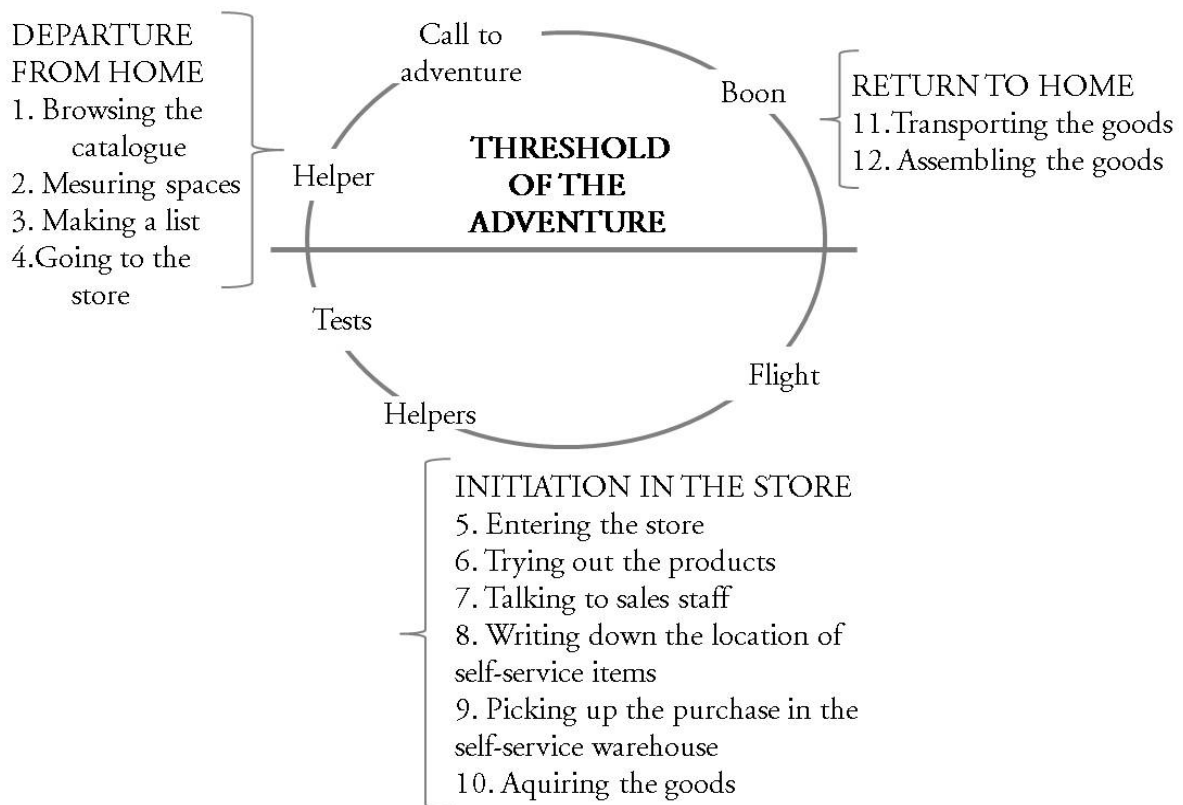 DEPARTURE
FROM HOME
1. Browsing the
catalogue
2. Mesuring spaces
3. Making a list
4.Going to the
store
Call to
adventure
Helper
THRESHOLD
OF THE
ADVENTURE
Boon
RETURN TO HOME
11.Transporting the goods
12. Assembling the goods
Tests
Helpers
Flight
INITIATION IN THE STORE
5. Entering the store
6. Trying out the products
7. Talking to sales staff
8. Writing down the location of
self-service items
9. Picking up the purchase in the
self-service warehouse
10. Aquiring the goods